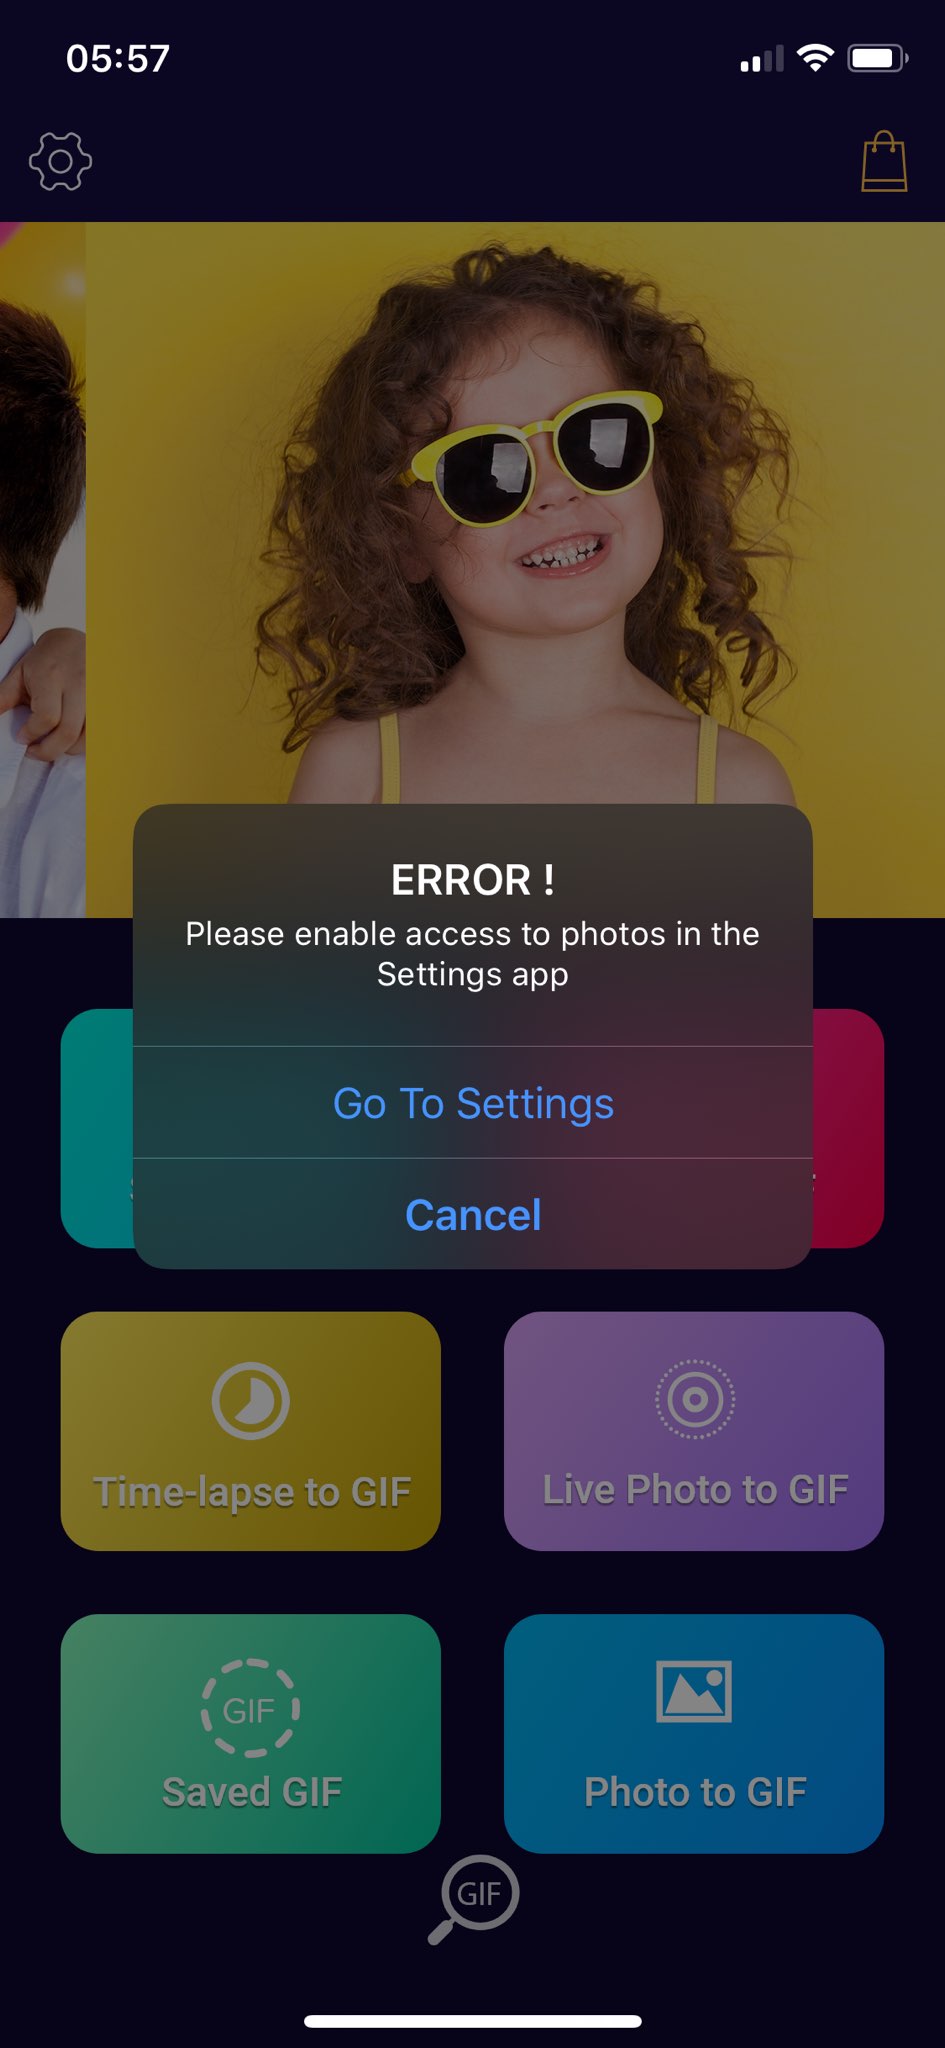 05:57
ERROR !
Please enable access to photos in the
Settings app
Go To Settings
Cancel
Time-lapse to GIF
Live Photo to GIF
GIF
Saved GIF
Photo to GIF
GIF